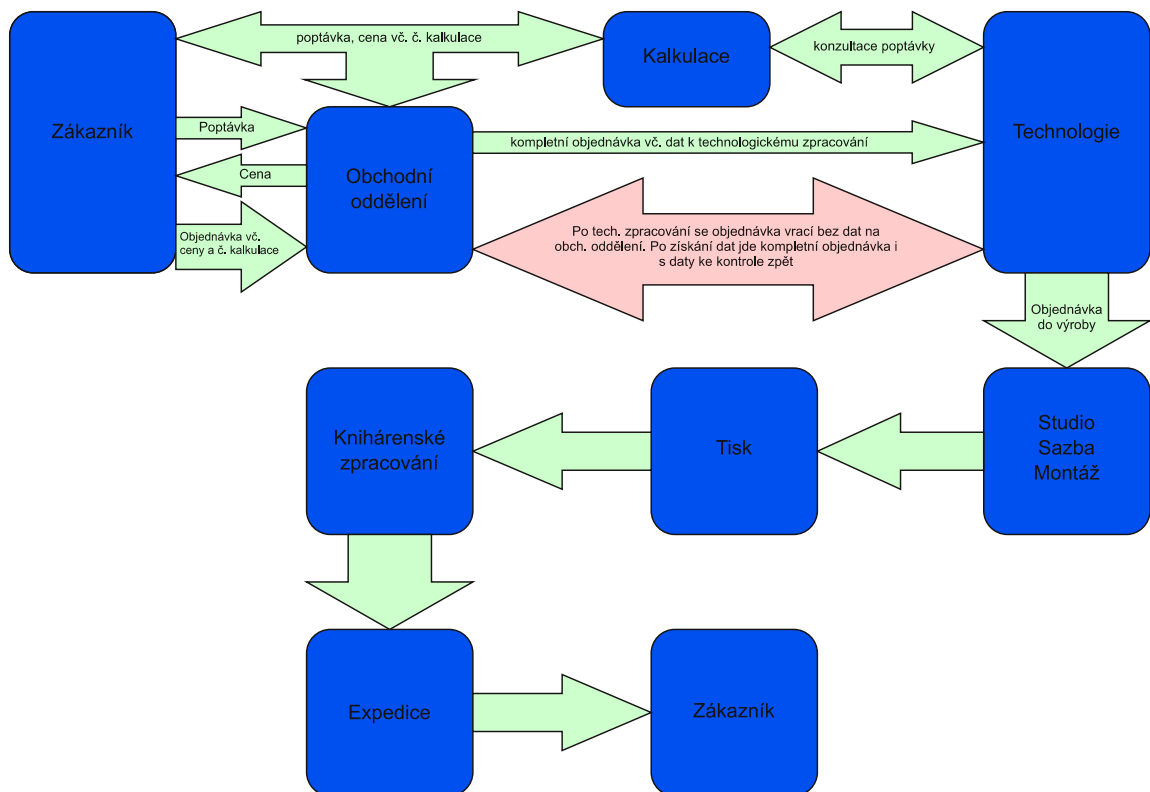 poptávka, cena vč. č. kalkulace
Kalkulace
konzultace poptávky
Zákazník
Poptávka
Cena
Objednávka vč.
ceny a č. kalkulace
Obchodní
oddělení
kompletní objednávka vč. dat k technologickému zpracování
Technologie
Po tech. zpracování se objednávka vrací bez dat na
obch. oddělení. Po získání dat jde kompletní objednávka i
s daty ke kontrole zpět
Objednávka
do výroby
Knihárenské
zpracování
Tisk
Studio
Sazba
Montáž
Expedice
Zákazník